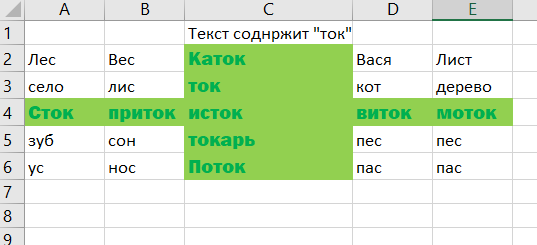 A B C D E
1 Текст соднржит "ток"
2 Лес Вес Каток Вася Лист
3 село лис ток кот дерево
4 Сток приток исток виток моток
5 зуб сон токарь пес пес
6 ус нос Поток пас пас
7
8
9